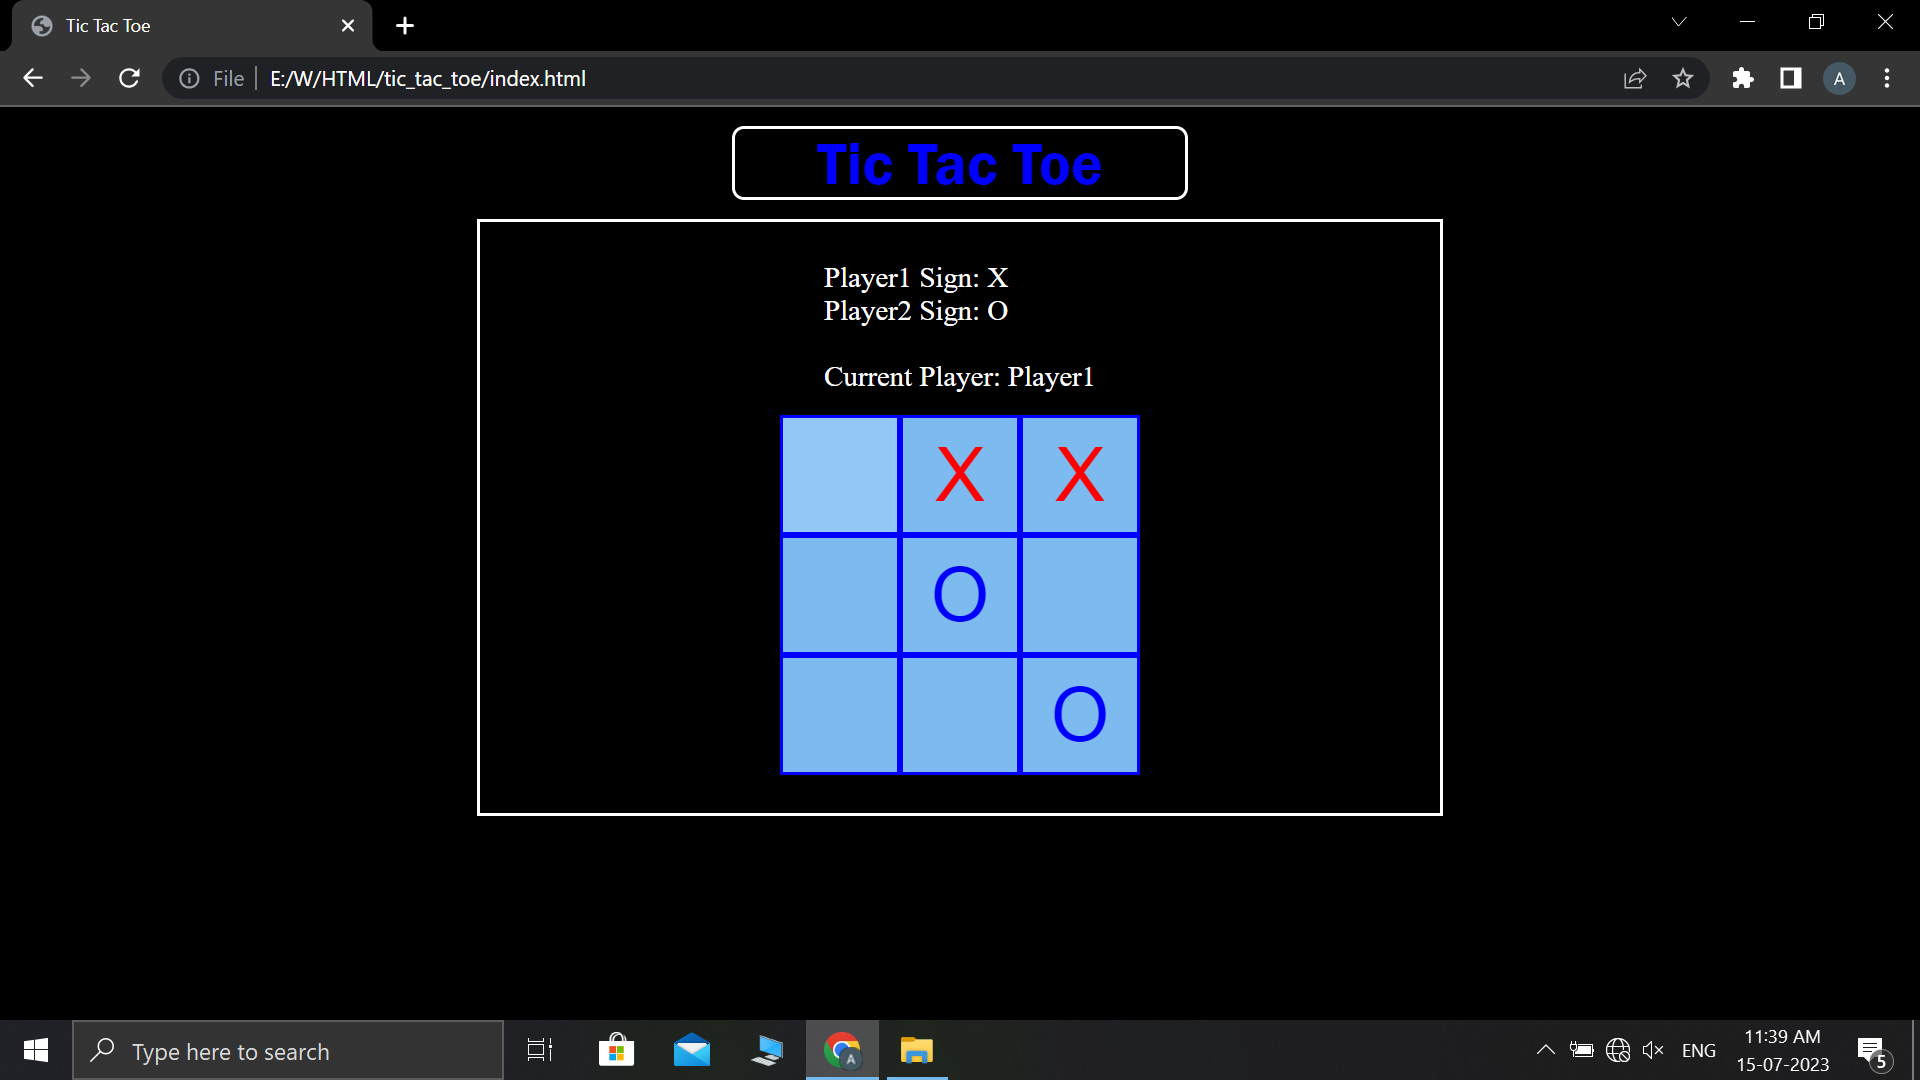 Tic Tac Toe
File
E:/W/HTML/tic_tac_toe/index.html
A
Tic Tac Toe
Player1 Sign: X
Player2 Sign: O
Current Player: Player1
X X
O
O
Type here to search
A
ENG
11:39 AM
15-07-2023
5